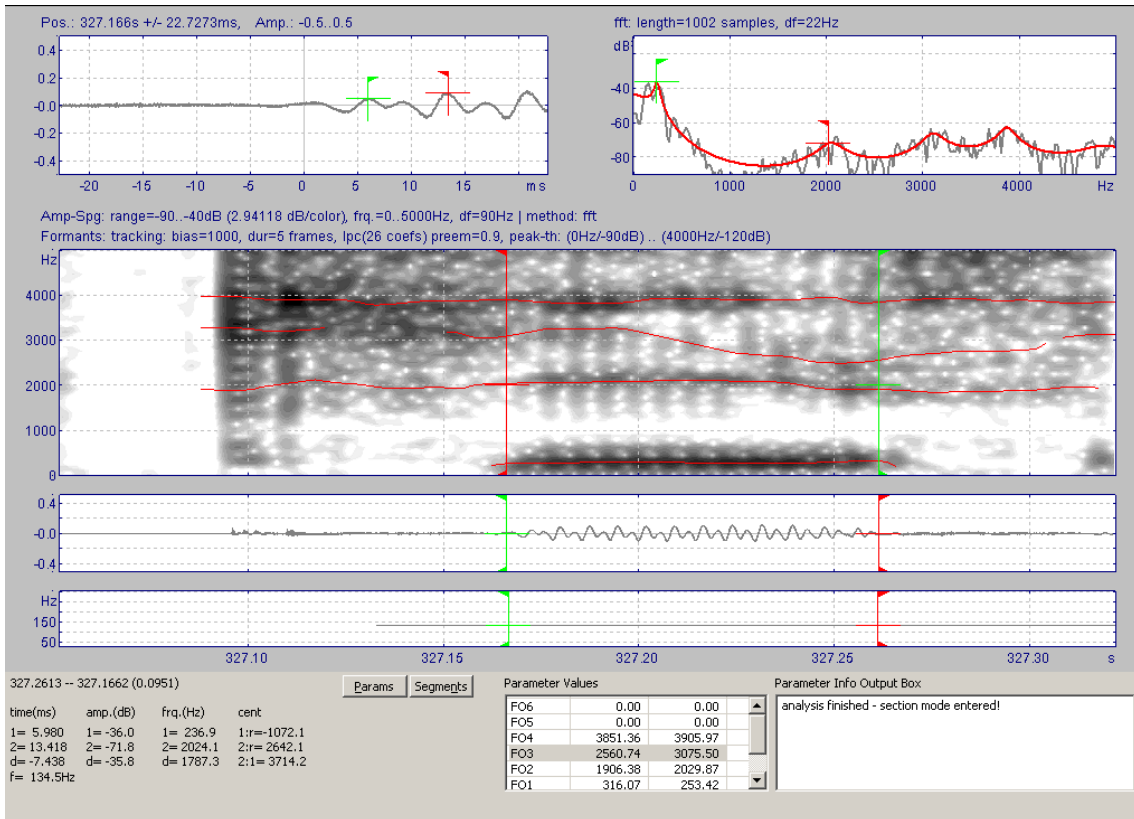 Pos.: 327.166s +/- 22.7273ms, Amp.: -0.5..0.5
0.4
0.2
-0.0
-0.2
-0.4
-20 -15 -10 -5 0 5 10 15 ms
fft: length=1002 samples, df=22Hz
dB
-40
-60
-80
0 1000 2000 3000 4000 Hz
Amp-Spg: range=-90..-40dB (2.94118 dB/color), frq.=0..5000Hz, df=90Hz | method: fft
Formants: tracking: bias=1000, dur=5 frames, lpc(26 coefs) preem=0.9, peak-th: (0Hz/-90dB) .. (4000Hz/-120dB)
Hz
4000
3000
2000
1000
0
0.4
-0.0
-0.4
Hz
150
50
327.10 327.15 327.20 327.25 327.30 s
327.2613 -- 327.1662 (0.0951)
Params Segments
time(ms) amp.(dB) frq.(Hz) cent
1= 5.980 1= -36.0 1= 236.9 1:r=-1072.1
2= 13.418 2= -71.8 2= 2024.1 2:r= 2642.1
d= -7.438 d= -35.8 d= 1787.3 2:1= 3714.2
f= 134.5Hz
Parameter Values
FO6 0.00 0.00
FO5 0.00 0.00
FO4 3851.36 3905.97
FO3 2560.74 3075.50
FO2 1906.38 2029.87
FO1 316.07 253.42
Parameter Info Output Box
analysis finished - section mode entered!